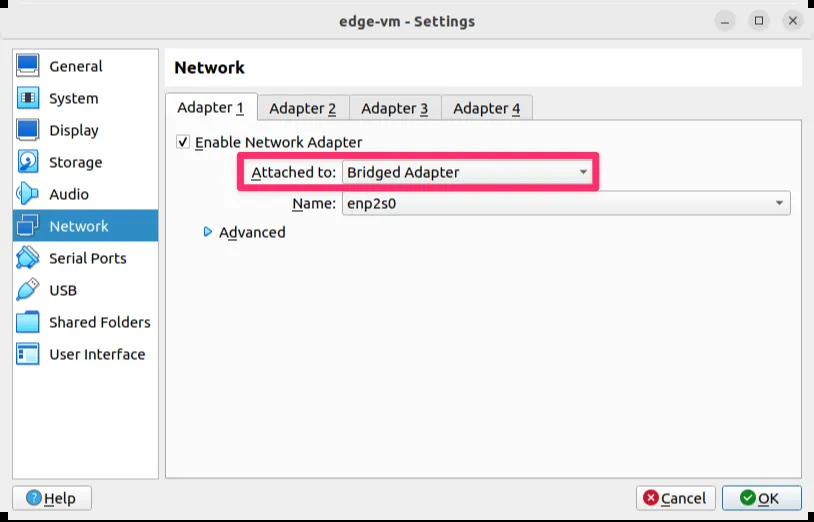 edge-vm - Settings
General
System
Display
Storage
Audio
Network
Serial Ports
USB
Shared Folders
User Interface
Network
Adapter 1 Adapter 2 Adapter 3 Adapter 4
Enable Network Adapter
Attached to: Bridged Adapter
Name: enp2s0
Advanced
Help Cancel OK